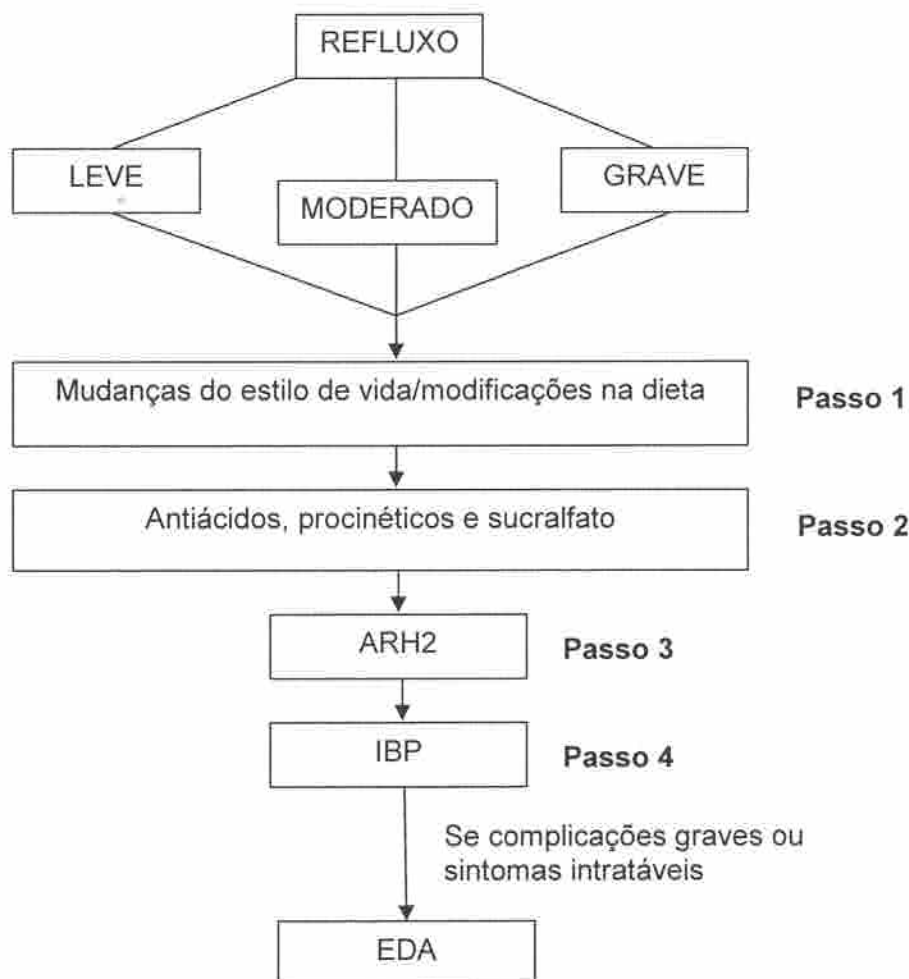 REFLUXO
LEVE
MODERADO
GRAVE
Mudanças do estilo de vida/modificações na dieta
Passo 1
Antiácidos, procinéticos e sucralfato
Passo 2
ARH2
Passo 3
IBP
Passo 4
Se complicações graves ou
sintomas intratáveis
EDA